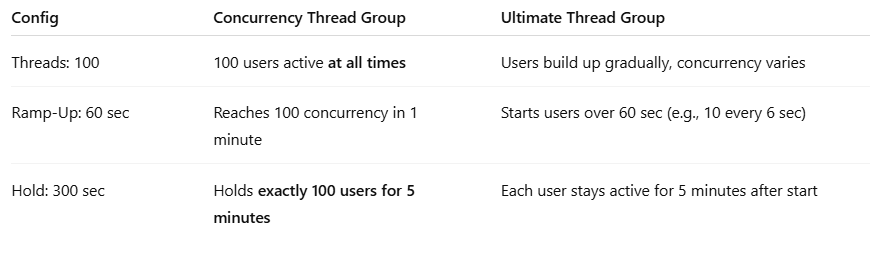 Config Concurrency Thread Group Ultimate Thread Group
Threads: 100 100 users active at all times Users build up gradually, concurrency varies
Ramp-Up: 60 sec Reaches 100 concurrency in 1 Starts users over 60 sec (e.g., 10 every 6 sec)
minute
Hold: 300 sec Holds exactly 100 users for 5 Each user stays active for 5 minutes after start
minutes